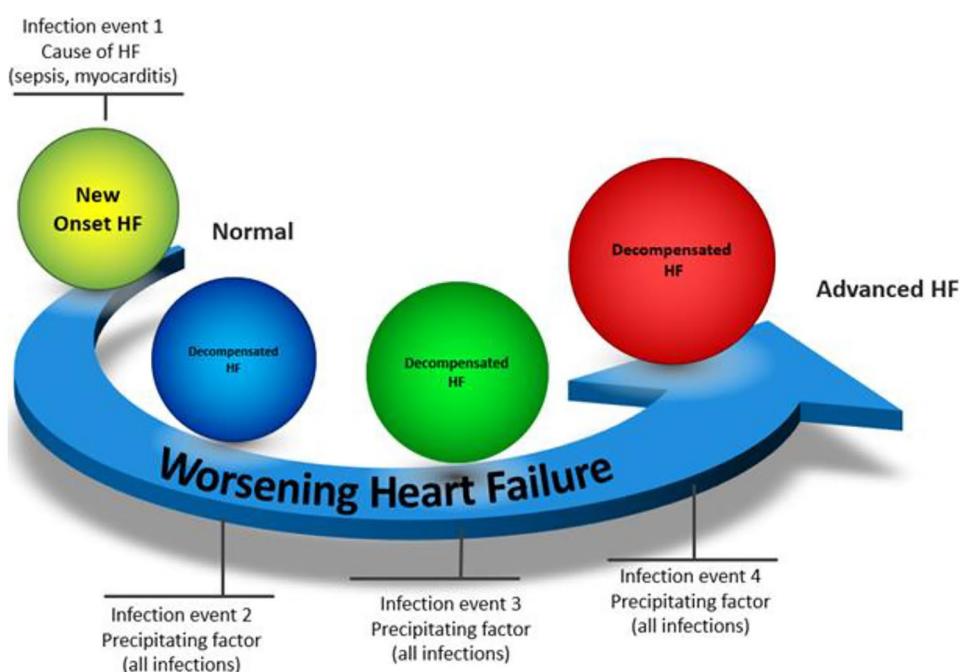 Infection event 1
Cause of HF
(sepsis, myocarditis)
New
Onset HF
Normal
Decompensated
HF
Decompensated
HF
Decompensated
HF
Advanced HF
Worsening Heart Failure
Infection event 2
Precipitating factor
(all infections)
Infection event 3
Precipitating factor
(all infections)
Infection event 4
Precipitating factor
(all infections)